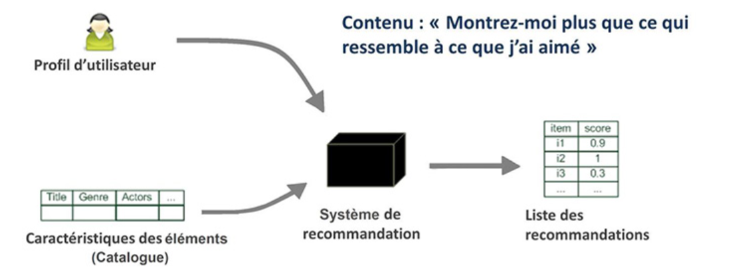 Contenu : « Montrez-moi plus que ce qui
ressemble à ce que j'ai aimé »
Profil d'utilisateur
item score
i1 0.9
i2 1
i3 0.3
... ...
Title Genre Actors ...
Système de
recommandation
Liste des
recommandations
Caractéristiques des éléments
(Catalogue)